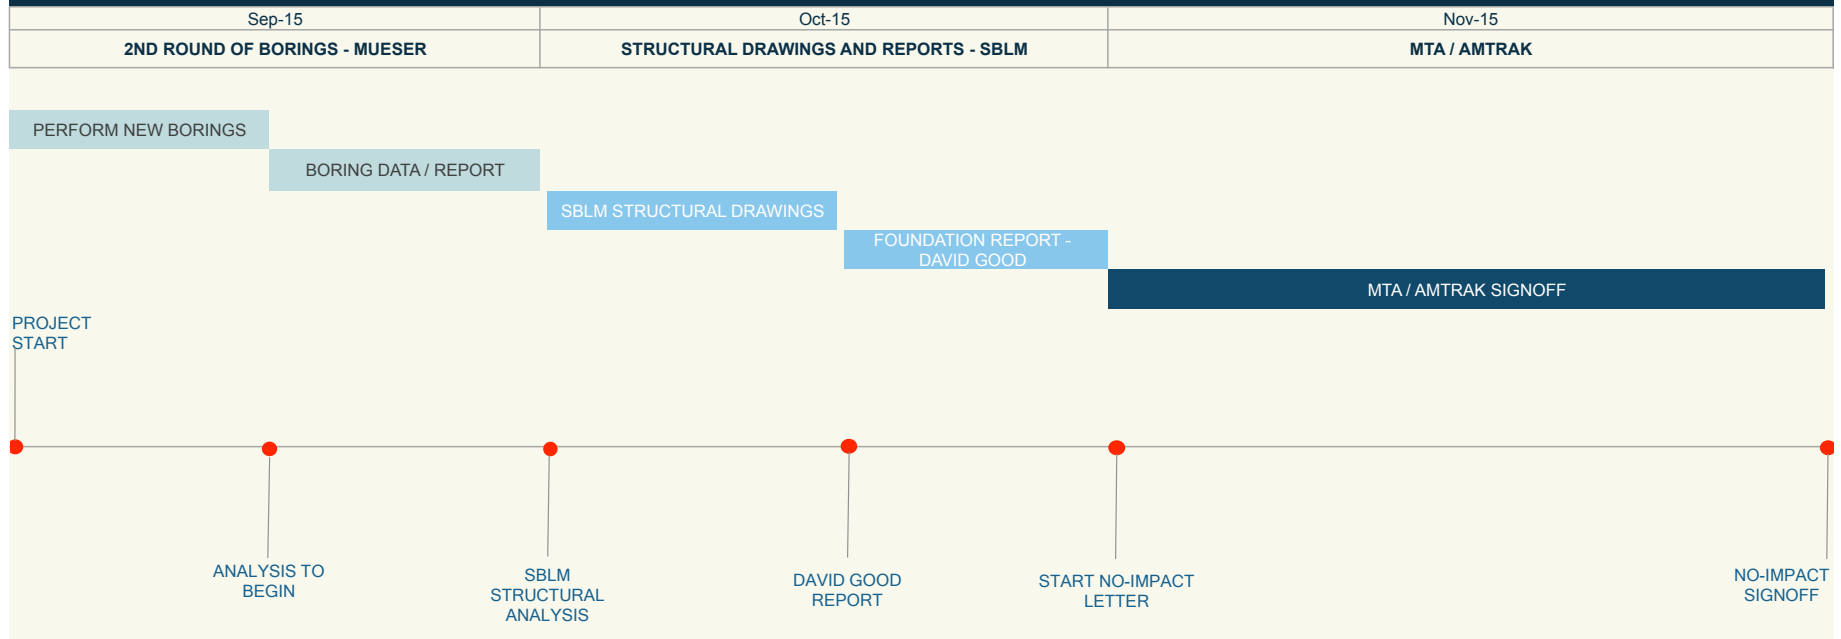 Sep-15
Oct-15
Nov-15
2ND ROUND OF BORINGS - MUESER
STRUCTURAL DRAWINGS AND REPORTS - SBLM
MTA / AMTRAK
PERFORM NEW BORINGS
BORING DATA / REPORT
SBLM STRUCTURAL DRAWINGS
FOUNDATION REPORT -
DAVID GOOD
MTA / AMTRAK SIGNOFF
PROJECT
START
ANALYSIS TO
BEGIN
SBLM
STRUCTURAL
ANALYSIS
DAVID GOOD
REPORT
START NO-IMPACT
LETTER
NO-IMPACT
SIGNOFF